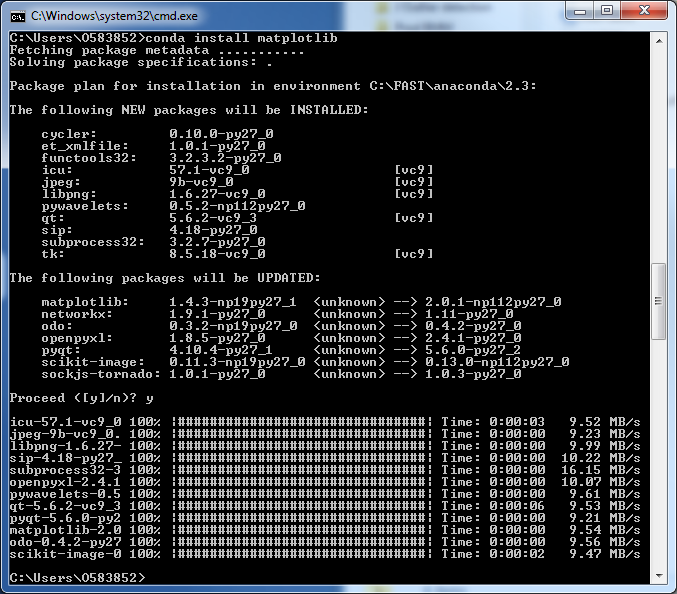 C:\Windows\system32\cmd.exe
C:\Users\O583852>conda install matplotlib
Fetching package metadata ...........
Solving package specifications: .
Package plan for installation in environment C:\FAST\anaconda\2.3:
The following NEW packages will be INSTALLED:
cycler: 0.10.0-py27_0
et_xmlfile: 1.0.1-py27_0
functools32: 3.2.3.2-py27_0
icu: 57.1-vc9_0 [vc9]
jpeg: 9b-vc9_0 [vc9]
libpng: 1.6.27-vc9_0 [vc9]
pywavelets: 0.5.2-np112py27_0
qt: 5.6.2-vc9_3 [vc9]
sip: 4.18-py27_0
subprocess32: 3.2.7-py27_0
tk: 8.5.18-vc9_0 [vc9]
The following packages will be UPDATED:
matplotlib: 1.4.3-np19py27_1 <unknown> --> 2.0.1-np112py27_0
networkx: 1.9.1-py27_0 <unknown> --> 1.11-py27_0
odo: 0.3.2-np19py27_0 <unknown> --> 0.4.2-py27_0
openpyxl: 1.8.5-py27_0 <unknown> --> 2.4.1-py27_0
pyqt: 4.10.4-py27_1 <unknown> --> 5.6.0-py27_2
scikit-image: 0.11.3-np19py27_0 <unknown> --> 0.13.0-np112py27_0
sockjs-tornado: 1.0.1-py27_0 <unknown> --> 1.0.3-py27_0
Proceed ([y]/n)? y
icu-57.1-vc9_0 100% |###############################| Time: 0:00:03 9.52 MB/s
jpeg-9b-vc9_0. 100% |###############################| Time: 0:00:00 9.23 MB/s
libpng-1.6.27- 100% |###############################| Time: 0:00:00 9.99 MB/s
sip-4.18-py27_ 100% |###############################| Time: 0:00:00 10.22 MB/s
subprocess32-3 100% |###############################| Time: 0:00:00 16.15 MB/s
openpyxl-2.4.1 100% |###############################| Time: 0:00:00 10.07 MB/s
pywavelets-0.5 100% |###############################| Time: 0:00:00 9.61 MB/s
qt-5.6.2-vc9_3 100% |###############################| Time: 0:00:06 9.53 MB/s
pyqt-5.6.0-py2 100% |###############################| Time: 0:00:00 9.21 MB/s
matplotlib-2.0 100% |###############################| Time: 0:00:00 9.54 MB/s
odo-0.4.2-py27 100% |###############################| Time: 0:00:00 9.56 MB/s
scikit-image-0 100% |###############################| Time: 0:00:02 9.47 MB/s
C:\Users\O583852>